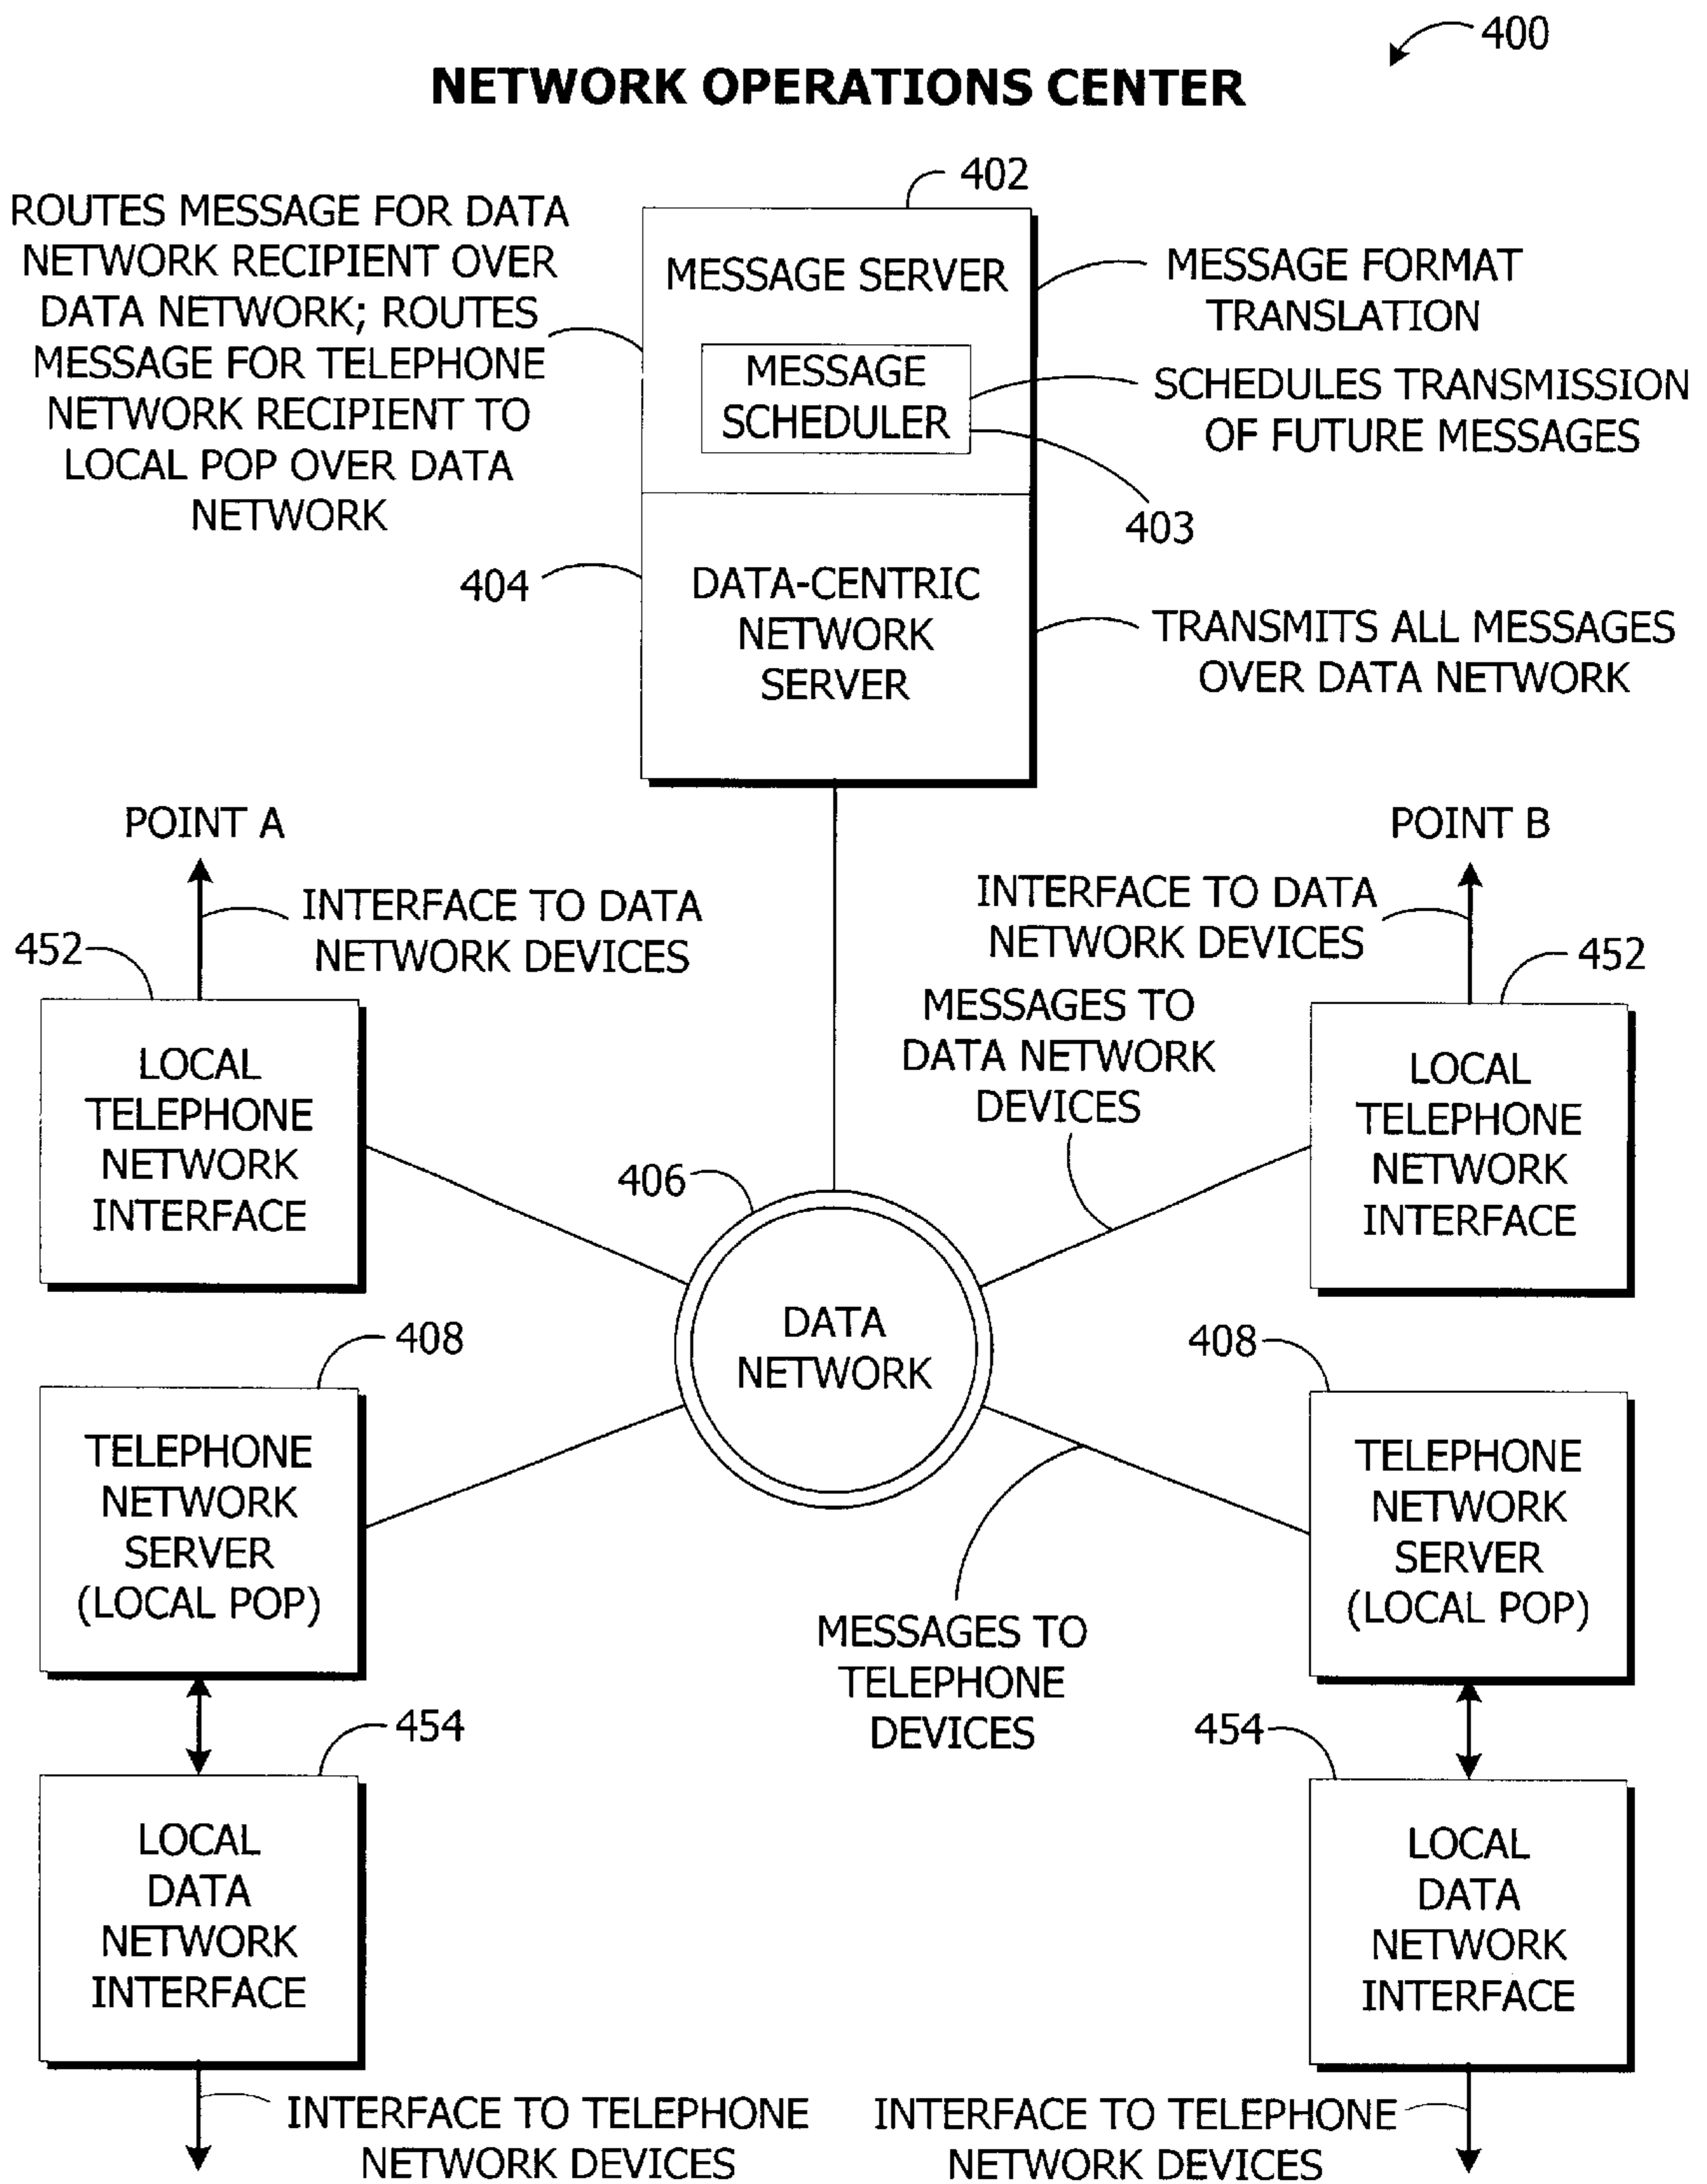 400
NETWORK OPERATIONS CENTER
402
ROUTES MESSAGE FOR DATA
NETWORK RECIPIENT OVER
DATA NETWORK; ROUTES
MESSAGE FOR TELEPHONE
NETWORK RECIPIENT TO
LOCAL POP OVER DATA
NETWORK
MESSAGE SERVER
MESSAGE
SCHEDULER
MESSAGE FORMAT
TRANSLATION
SCHEDULES TRANSMISSION
OF FUTURE MESSAGES
403
404
DATA-CENTRIC
NETWORK
SERVER
TRANSMITS ALL MESSAGES
OVER DATA NETWORK
POINT A
INTERFACE TO DATA
NETWORK DEVICES
452
LOCAL
TELEPHONE
NETWORK
INTERFACE
POINT B
INTERFACE TO DATA
NETWORK DEVICES
452
MESSAGES TO
DATA NETWORK
DEVICES
LOCAL
TELEPHONE
NETWORK
INTERFACE
406
DATA
NETWORK
408
TELEPHONE
NETWORK
SERVER
(LOCAL POP)
408
TELEPHONE
NETWORK
SERVER
(LOCAL POP)
MESSAGES TO
TELEPHONE
DEVICES
454
LOCAL
DATA
NETWORK
INTERFACE
454
LOCAL
DATA
NETWORK
INTERFACE
INTERFACE TO TELEPHONE
NETWORK DEVICES
INTERFACE TO TELEPHONE
NETWORK DEVICES